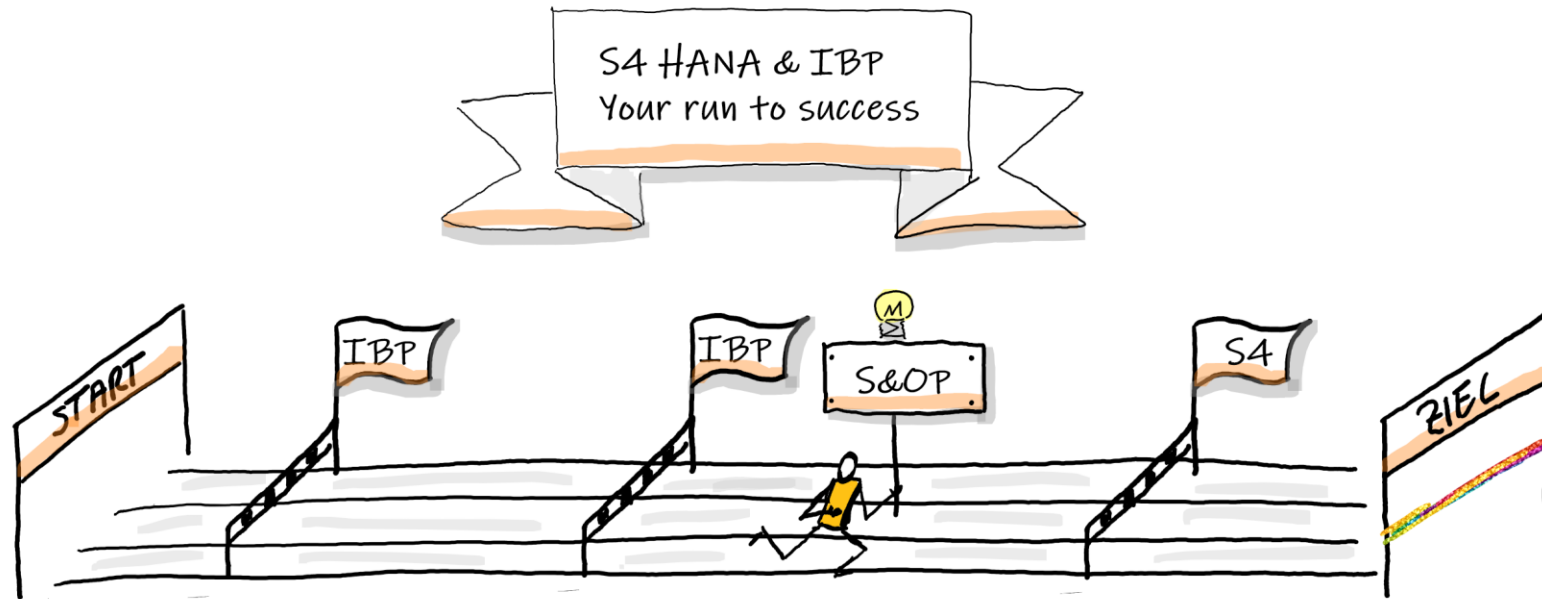 S4 HANA & IBP
Your run to success
START
IBP
IBP
M
S&OP
S4
ZIEL